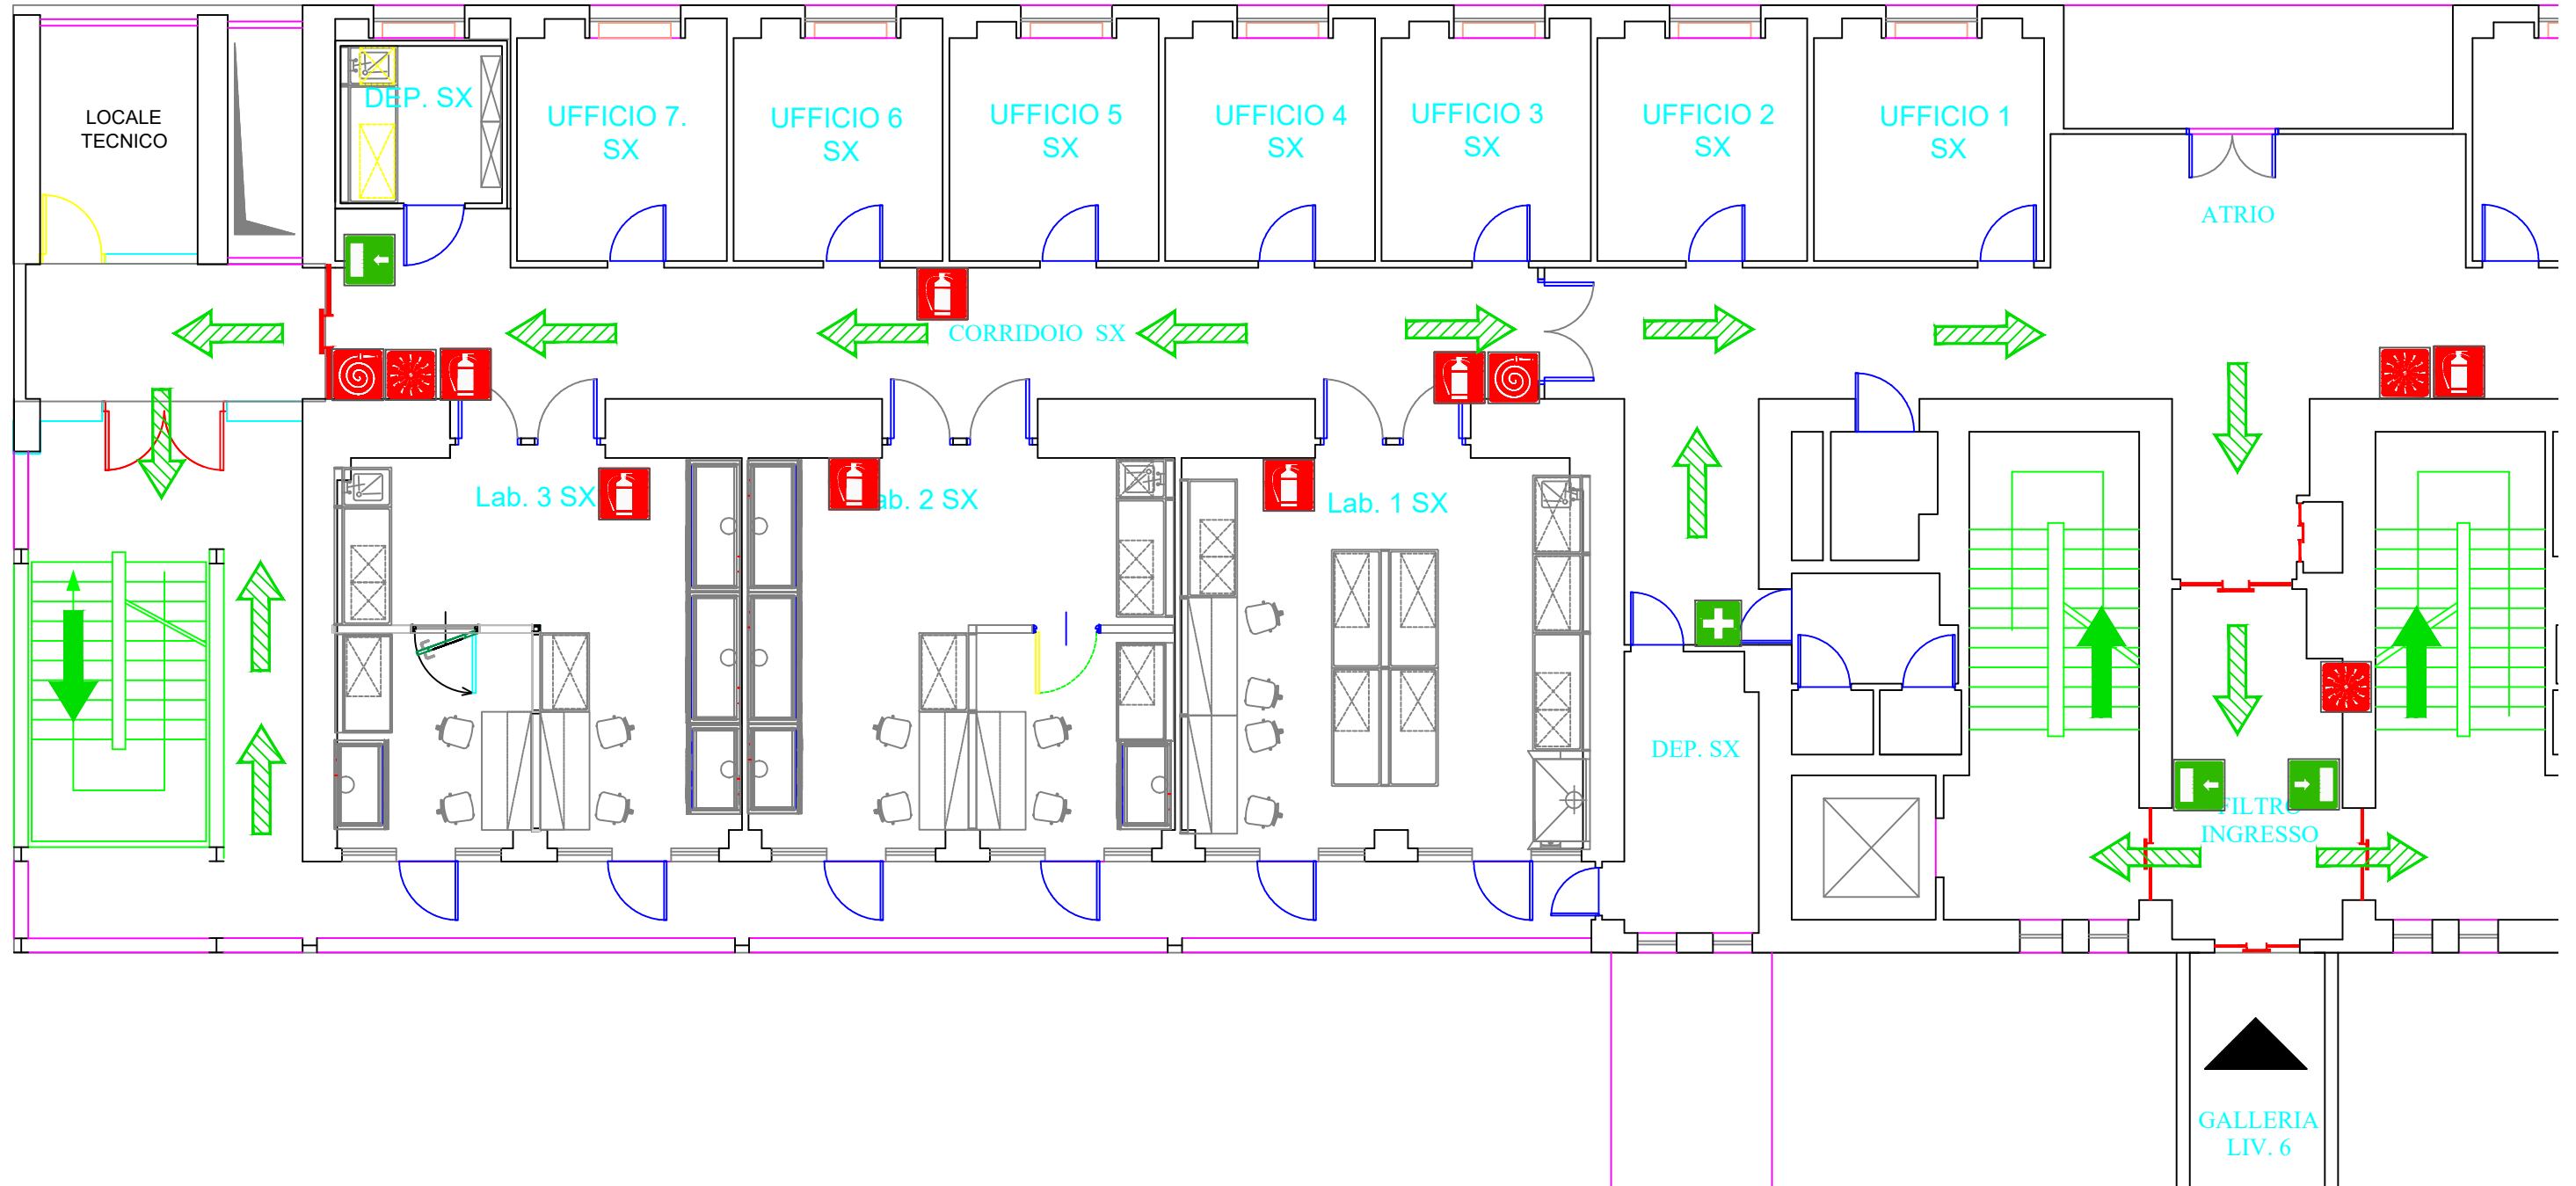 LOCALE
TECNICO
DEP. SX
UFFICIO 7.
SX
UFFICIO 6
SX
UFFICIO 5
SX
UFFICIO 4
SX
UFFICIO 3
SX
UFFICIO 2
SX
UFFICIO 1
SX
ATRIO
CORRIDOIO SX
Lab. 3 SX
ab. 2 SX
Lab. 1 SX
DEP. SX
FILTRO
INGRESSO
GALLERIA
LIV. 6